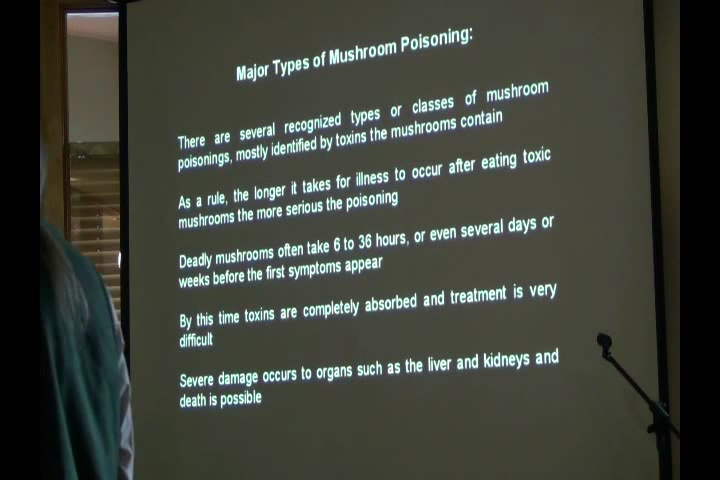 Major Types of Mushroom Poisoning:
There are several recognized types or classes of mushroom
poisonings, mostly identified by toxins the mushrooms contain
As a rule, the longer it takes for illness to occur after eating toxic
mushrooms the more serious the poisoning
Deadly mushrooms often take 6 to 36 hours, or even several days or
weeks before the first symptoms appear
By this time toxins are completely absorbed and treatment is very
difficult
Severe damage occurs to organs such as the liver and kidneys and
death is possible